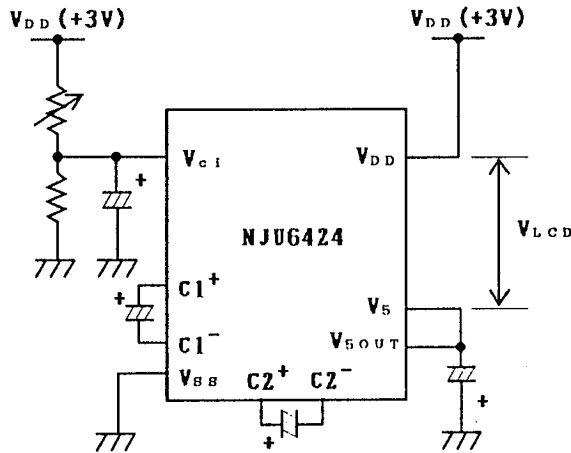 VDD(+3V)
VDD(+3V)
Vci
VDD
+
NJU6424
VLCD
C1+
+
C1-
V5
V5OUT
VSS
C2+ C2-
+
+